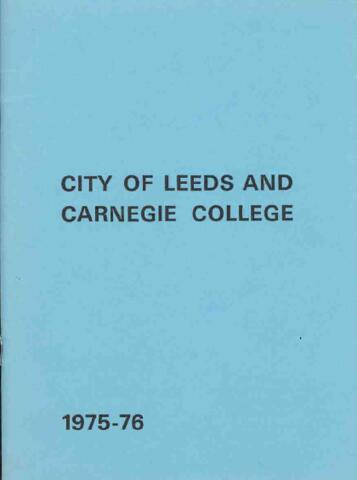 CITY OF LEEDS AND
CARNEGIE COLLEGE
1975-76